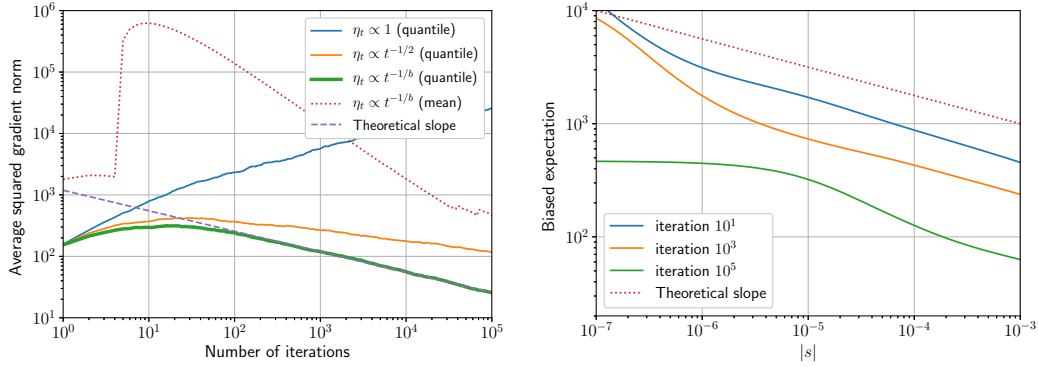 Average squared gradient norm
10^6
10^5
10^4
10^3
10^2
10^1
η_t ∝ 1 (quantile)
η_t ∝ t^{-1/2} (quantile)
η_t ∝ t^{-1/b} (quantile)
η_t ∝ t^{-1/b} (mean)
Theoretical slope
10^0 10^1 10^2 10^3 10^4 10^5
Number of iterations
Biased expectation
10^4
10^3
10^2
iteration 10^1
iteration 10^3
iteration 10^5
Theoretical slope
10^{-7} 10^{-6} 10^{-5} 10^{-4} 10^{-3}
|s|